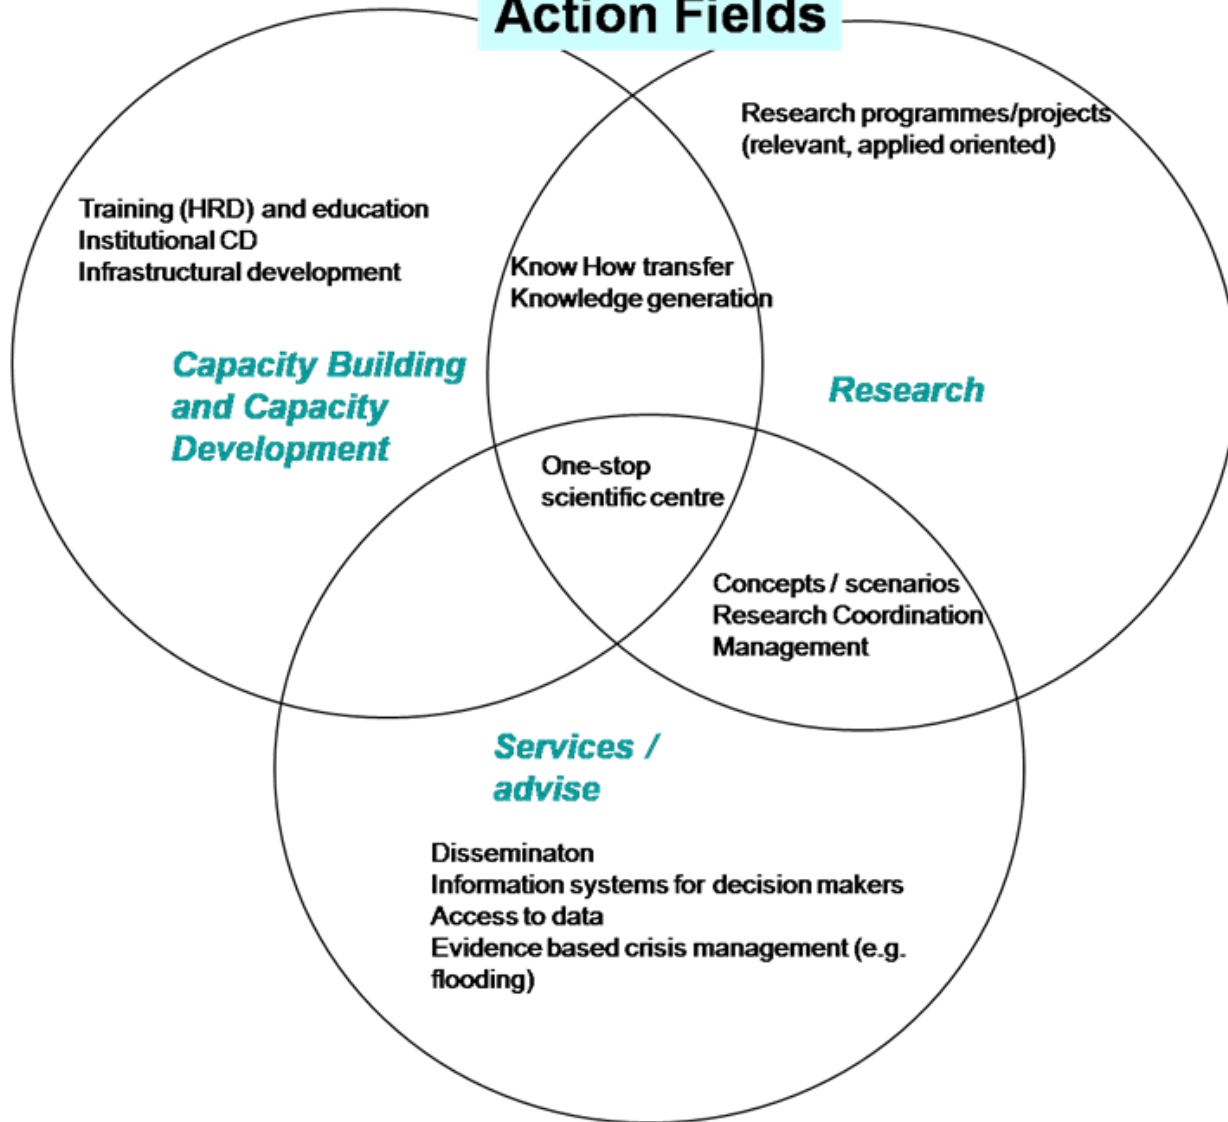 Action Fields
Research programmes/projects
(relevant, applied oriented)
Training (HRD) and education
Institutional CD
Infrastructural development
Know How transfer
Knowledge generation
Capacity Building
and Capacity
Development
Research
One-stop
scientific centre
Concepts / scenarios
Research Coordination
Management
Services /
advise
Disseminaton
Information systems for decision makers
Access to data
Evidence based crisis management (e.g.
flooding)